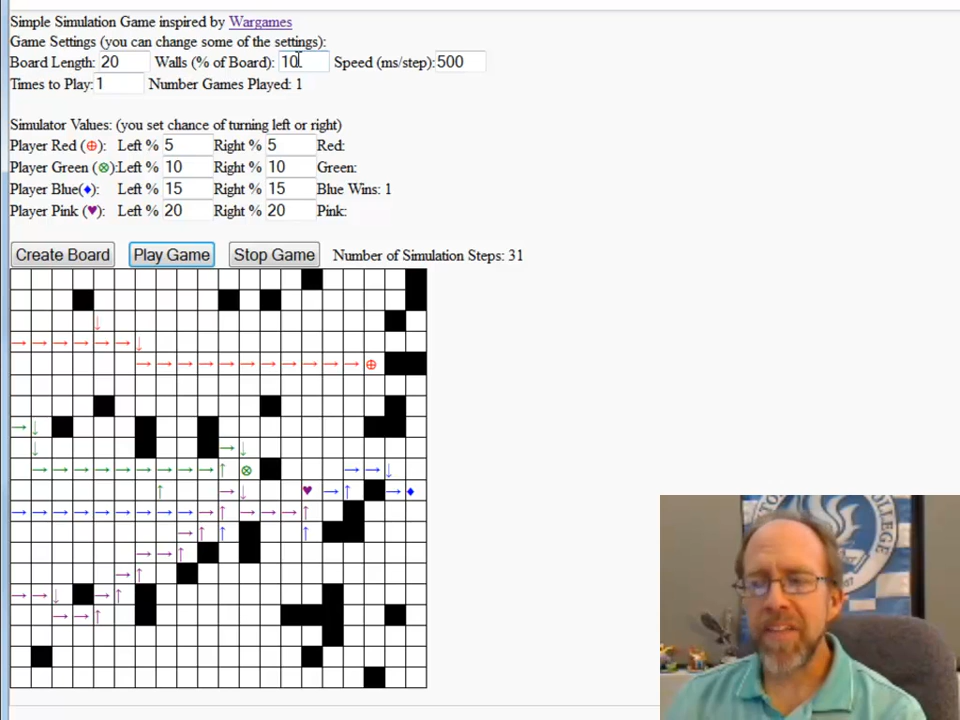 Simple Simulation Game inspired by Wargames
Game Settings (you can change some of the settings):
Board Length: 20 Walls (% of Board): 10 Speed (ms/step): 500
Times to Play: 1 Number Games Played: 1
Simulator Values: (you set chance of turning left or right)
Player Red (⊕): Left % 5 Right % 5 Red:
Player Green (⊗):Left % 10 Right % 10 Green:
Player Blue(♦): Left % 15 Right % 15 Blue Wins: 1
Player Pink (♥): Left % 20 Right % 20 Pink:
Create Board Play Game Stop Game Number of Simulation Steps: 31